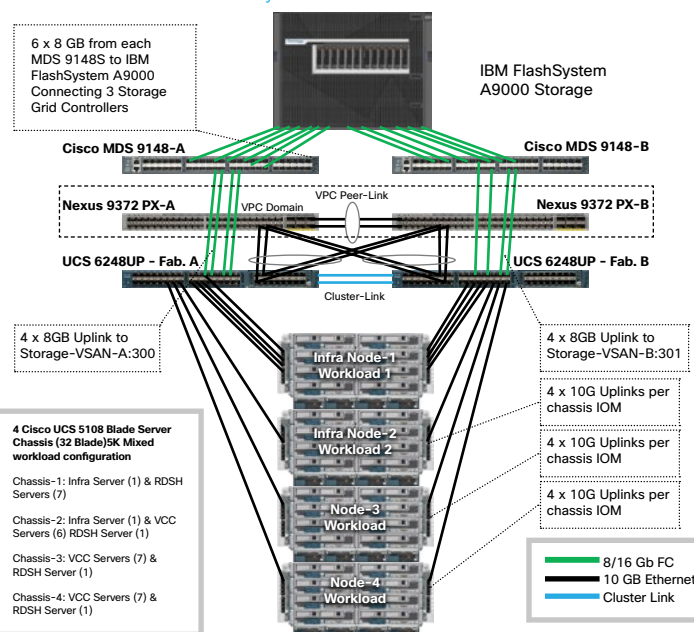 6 x 8 GB from each
MDS 9148S to IBM
FlashSystem A9000
Connecting 3 Storage
Grid Controllers
IBM FlashSystem
A9000 Storage
Cisco MDS 9148-A
Cisco MDS 9148-B
Nexus 9372 PX-A
VPC Domain
VPC Peer-Link
Nexus 9372 PX-B
UCS 6248UP - Fab. A
UCS 6248UP - Fab. B
Cluster-Link
4 x 8GB Uplink to
Storage-VSAN-A:300
4 x 8GB Uplink to
Storage-VSAN-B:301
Infra Node-1
Workload 1
4 x 10G Uplinks per
chassis IOM
Infra Node-2
Workload 2
4 x 10G Uplinks per
chassis IOM
Node-3
Workload
4 x 10G Uplinks per
chassis IOM
Node-4
Workload
4 Cisco UCS 5108 Blade Server
Chassis (32 Blade)5K Mixed
workload configuration
Chassis-1: Infra Server (1) & RDSH
Servers (7)
Chassis-2: Infra Server (1) & VCC
Servers (6) RDSH Server (1)
Chassis-3: VCC Servers (7) &
RDSH Server (1)
Chassis-4: VCC Servers (7) &
RDSH Server (1)
8/16 Gb FC
10 GB Ethernet
Cluster Link